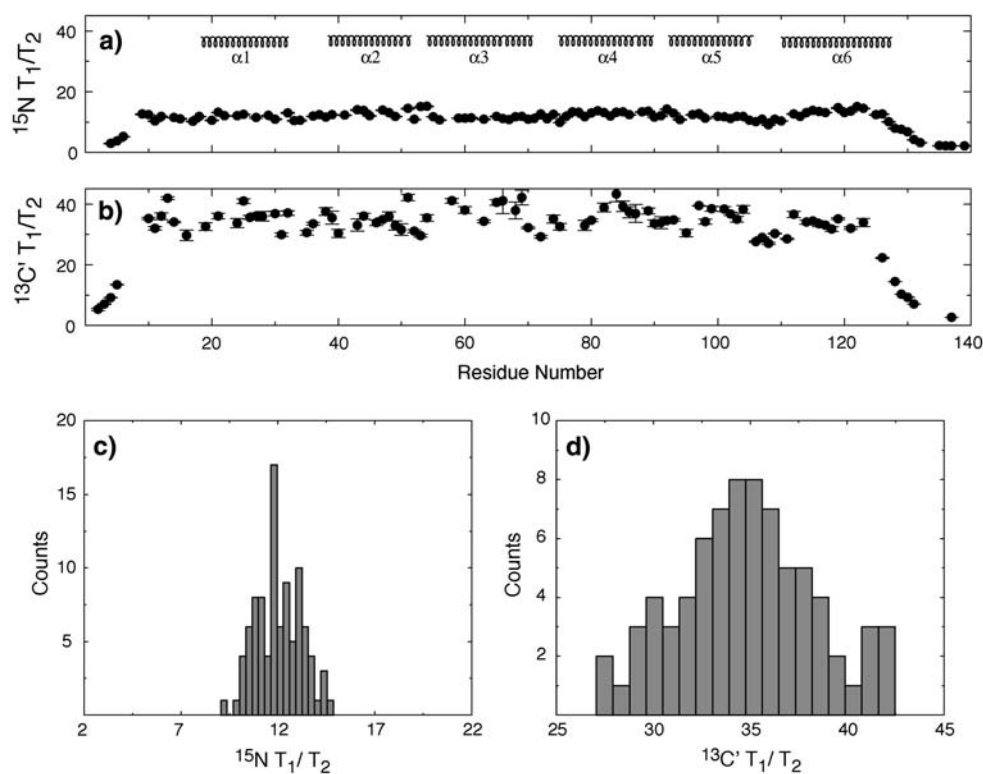 a)
α1 α2 α3 α4 α5 α6
¹⁵N T₁/T₂
40
20
0
b)
¹³C' T₁/T₂
40
20
0
20 40 60 80 100 120 140
Residue Number
c)
Counts
20
15
10
5
2 7 12 17 22
¹⁵N T₁/ T₂
d)
Counts
10
8
6
4
2
25 30 35 40 45
¹³C' T₁/ T₂